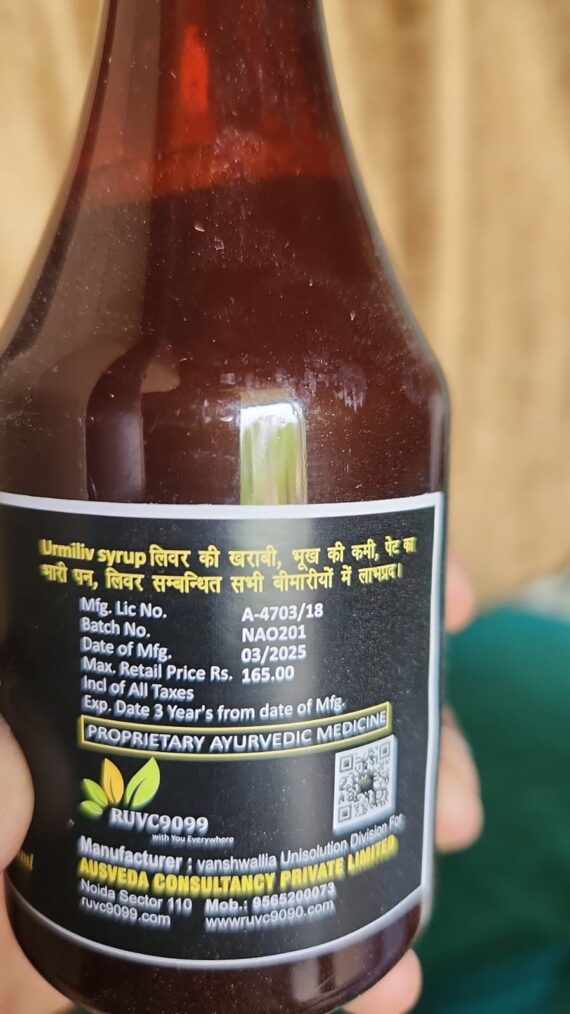 Urmiliv syrup लिवर की खराबी, भूख की कमी, पेट का
भारी पन, लिवर सम्बन्धित सभी बीमारीयों में लाभप्रद।
Mfg. Lic No. A-4703/18
Batch No. NAO201
Date of Mfg. 03/2025
Max. Retail Price Rs. 165.00
Incl of All Taxes
Exp. Date 3 Year's from date of Mfg.
PROPRIETARY AYURVEDIC MEDICINE
RUVC9099
with You Everywhere
Manufacturer : vanshwallia Unisolution Division For
AUSVEDA CONSULTANCY PRIVATE LIMITED
Noida Sector 110 Mob.: 9565200073
ruvc9099.com wwwruvc9090.com
ml